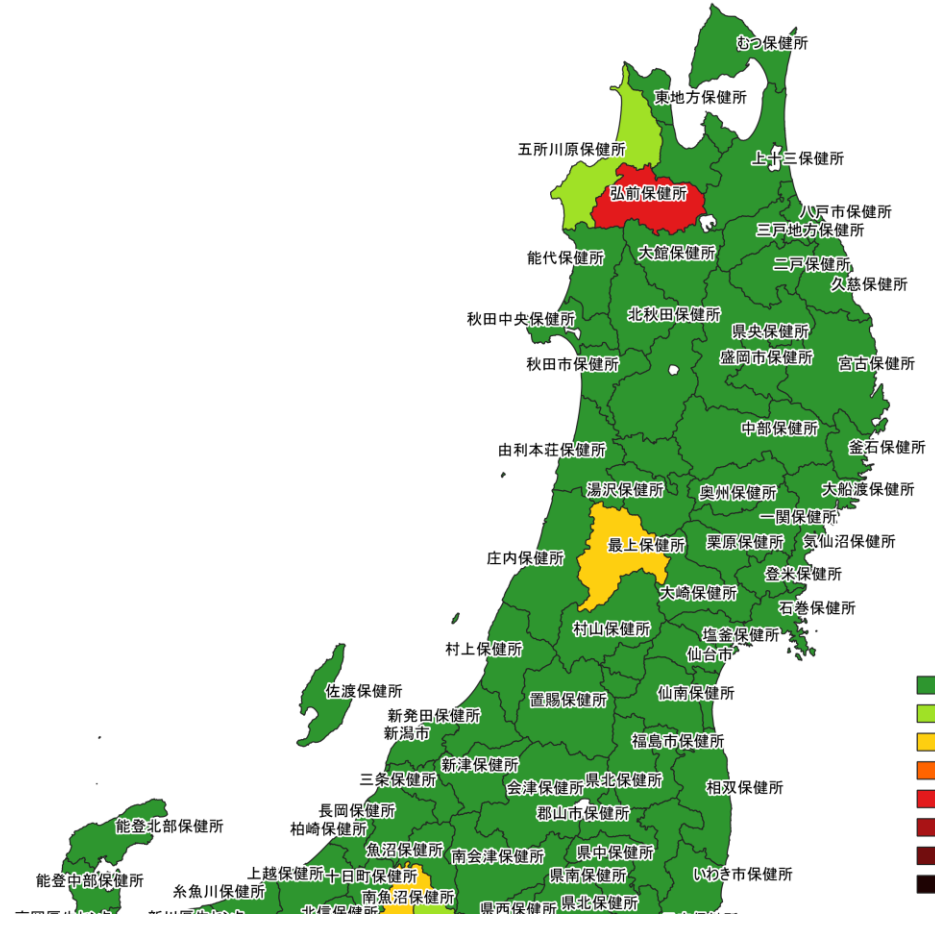 むつ保健所
東地方保健所
五所川原保健所
上十三保健所
弘前保健所
八戸市保健所
三戸地方保健所
能代保健所
大館保健所
二戸保健所
久慈保健所
秋田中央保健所
北秋田保健所
県央保健所
秋田市保健所
盛岡市保健所
宮古保健所
中部保健所
由利本荘保健所
釜石保健所
湯沢保健所
奥州保健所
大船渡保健所
一関保健所
最上保健所
栗原保健所
気仙沼保健所
庄内保健所
登米保健所
大崎保健所
石巻保健所
村山保健所
塩釜保健所
村上保健所
仙台市
佐渡保健所
置賜保健所
仙南保健所
新発田保健所
新潟市
福島市保健所
新津保健所
三条保健所
会津保健所
県北保健所
相双保健所
長岡保健所
郡山市保健所
能登北部保健所
柏崎保健所
魚沼保健所
南会津保健所
県中保健所
能登中部保健所
上越保健所
十日町保健所
県南保健所
いわき市保健所
糸魚川保健所
南魚沼保健所
県西保健所
県北保健所
北信保健所